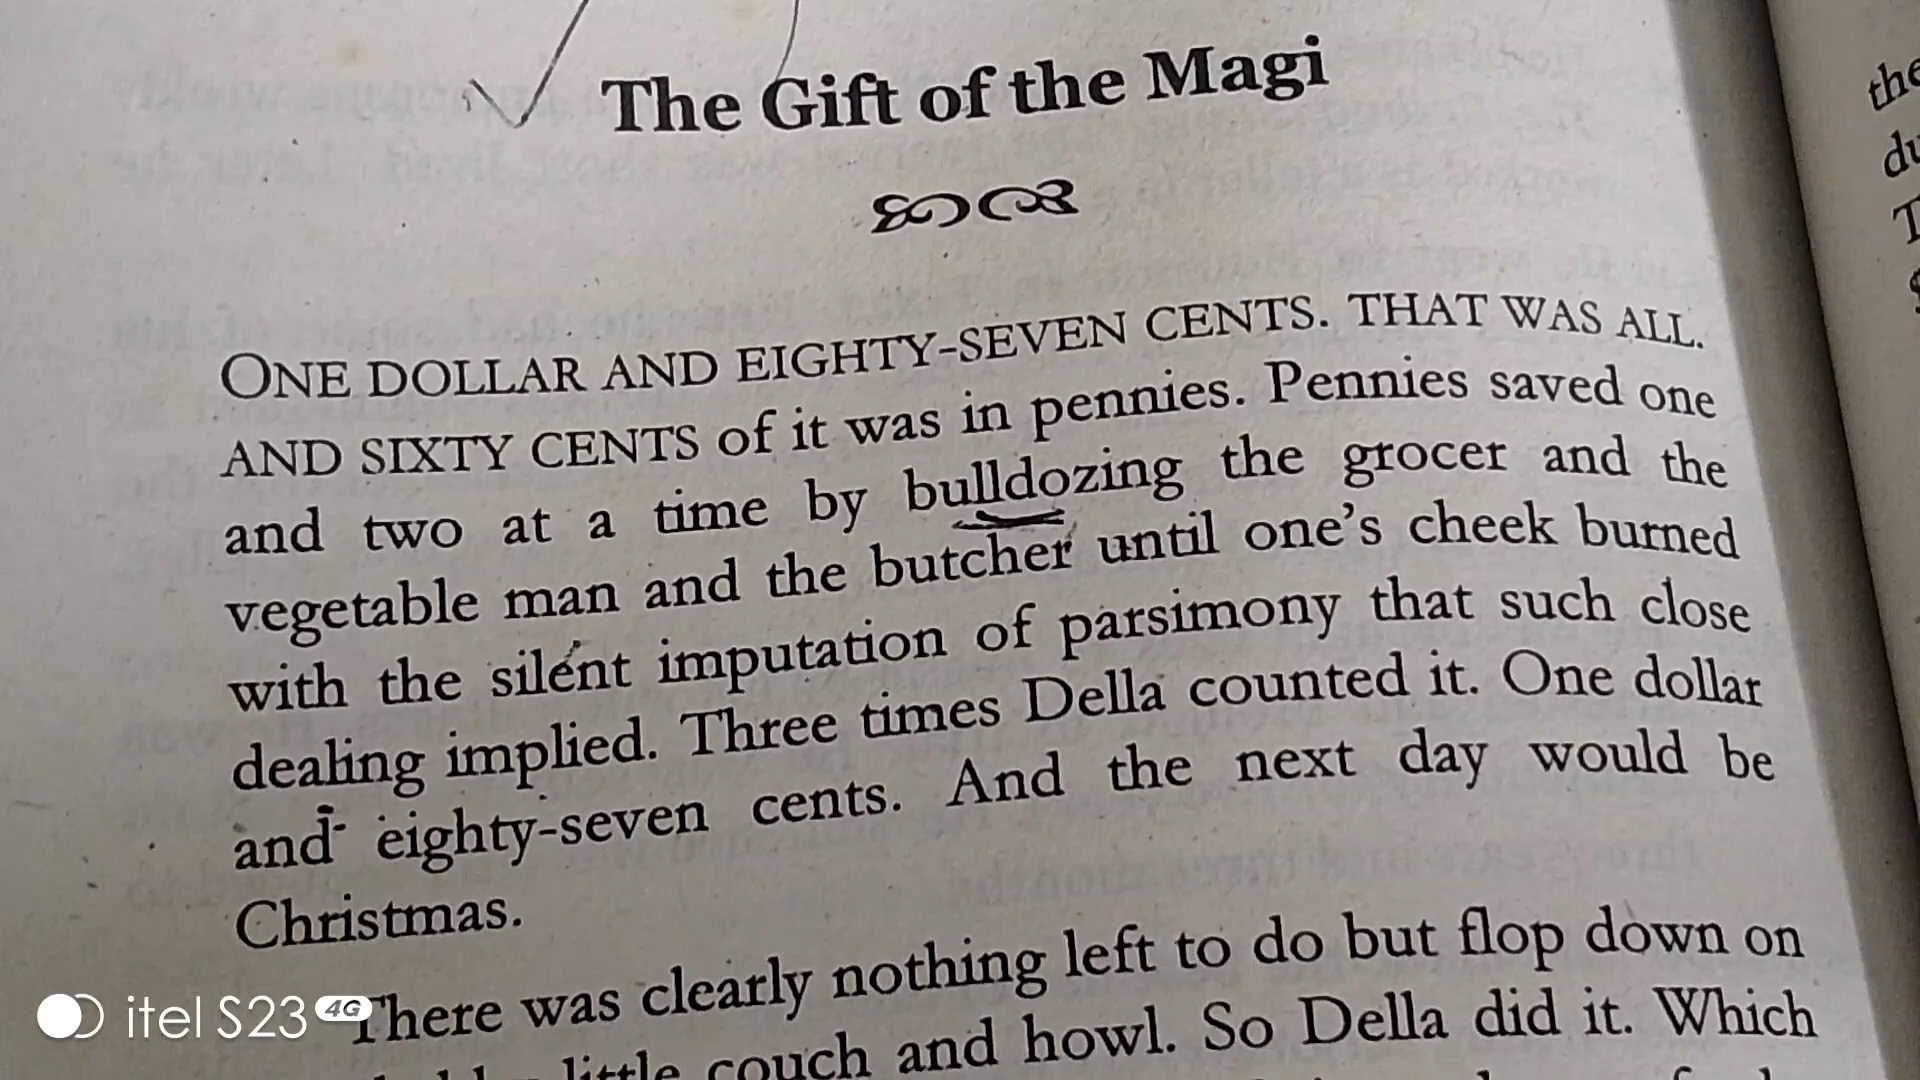 The Gift of the Magi
ONE DOLLAR AND EIGHTY-SEVEN CENTS. THAT WAS ALL.
AND SIXTY CENTS of it was in pennies. Pennies saved one
and two at a time by bulldozing the grocer and the
vegetable man and the butcher until one's cheek burned
with the silent imputation of parsimony that such close
dealing implied. Three times Della counted it. One dollar
and eighty-seven cents. And the next day would be
Christmas.
There was clearly nothing left to do but flop down on
little couch and howl. So Della did it. Which
the
itel S23 4G